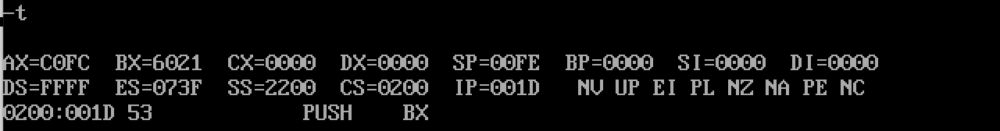 -t
AX=C0FC  BX=6021  CX=0000  DX=0000  SP=00FE  BP=0000  SI=0000  DI=0000
DS=FFFF  ES=073F  SS=2200  CS=0200  IP=001D   NV UP EI PL NZ NA PE NC
0200:001D 53            PUSH    BX